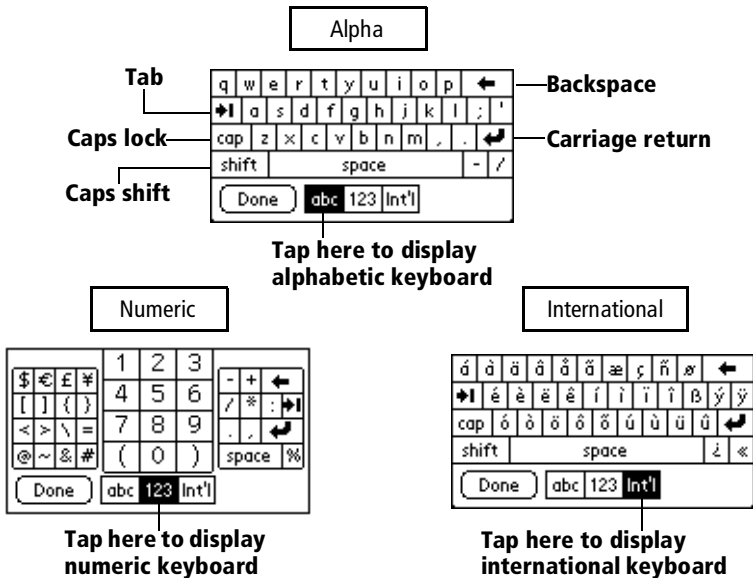 Alpha
Tab
q w e r t y u i o p
Backspace
a s d f g h j k l ; '
Caps lock
cap z x c v b n m , .
Carriage return
shift space - /
Caps shift
Done abc 123 Int'l
Tap here to display
alphabetic keyboard
Numeric
1 2 3
$ € £ ¥ - +
4 5 6
[ ] { } / * :
7 8 9
< > \ = . ,
( 0 )
@ ~ & # space %
Done abc 123 Int'l
Tap here to display
numeric keyboard
International
á à ä â å ã æ ç ñ ø
é è ë ê í ì ï î ß ý ÿ
cap ó ò ö ô õ ú ù ü û
shift space ¿ «
Done abc 123 Int'l
Tap here to display
international keyboard